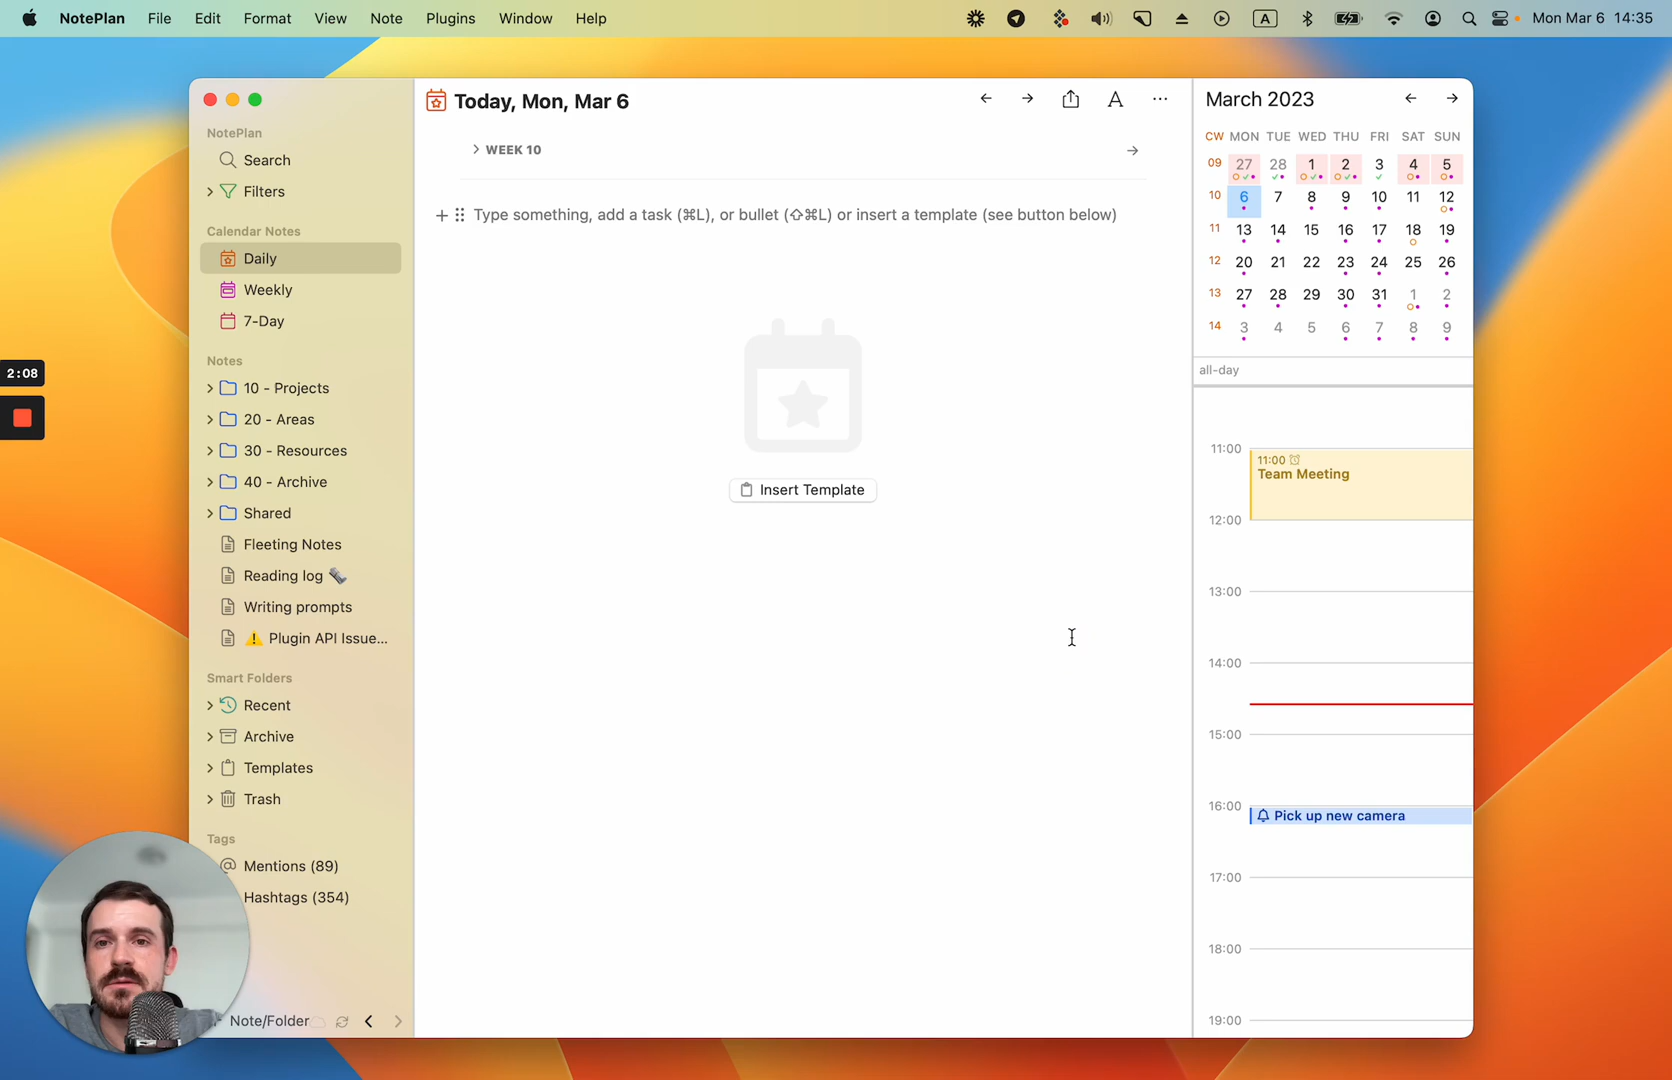 NotePlan File Edit Format View Note Plugins Window Help
A Mon Mar 6 14:35
NotePlan
Search
Filters
Calendar Notes
Daily
Weekly
7-Day
Notes
10 - Projects
20 - Areas
30 - Resources
40 - Archive
Shared
Fleeting Notes
Reading log
Writing prompts
Plugin API Issue...
Smart Folders
Recent
Archive
Templates
Trash
Tags
Mentions (89)
Hashtags (354)
Note/Folder
2:08
Today, Mon, Mar 6
WEEK 10
Type something, add a task (⌘L), or bullet (⇧⌘L) or insert a template (see button below)
Insert Template
March 2023
CW MON TUE WED THU FRI SAT SUN
09 27 28 1 2 3 4 5
10 6 7 8 9 10 11 12
11 13 14 15 16 17 18 19
12 20 21 22 23 24 25 26
13 27 28 29 30 31 1 2
14 3 4 5 6 7 8 9
all-day
11:00
11:00
Team Meeting
12:00
13:00
14:00
15:00
16:00
Pick up new camera
17:00
18:00
19:00